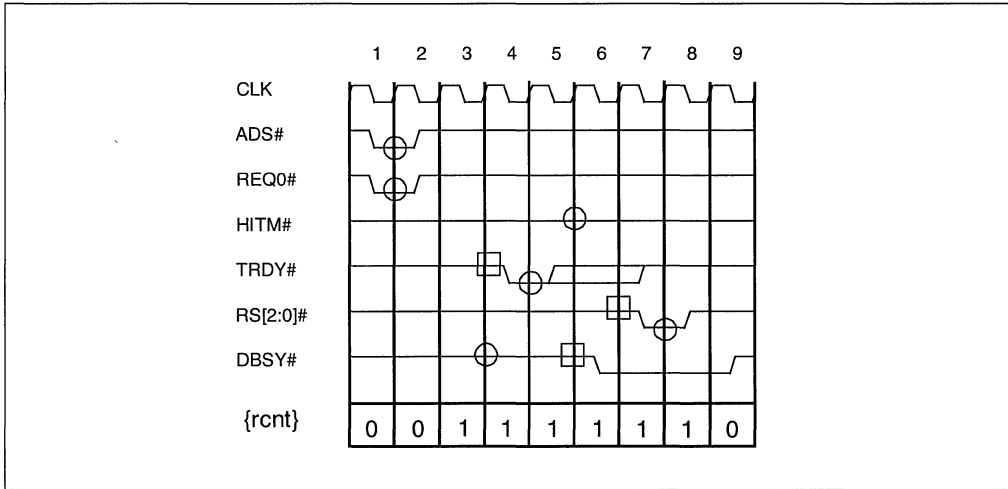 1 2 3 4 5 6 7 8 9
CLK
ADS#
REQ0#
HITM#
TRDY#
RS[2:0]#
DBSY#
{rcnt} 0 0 1 1 1 1 1 1 0